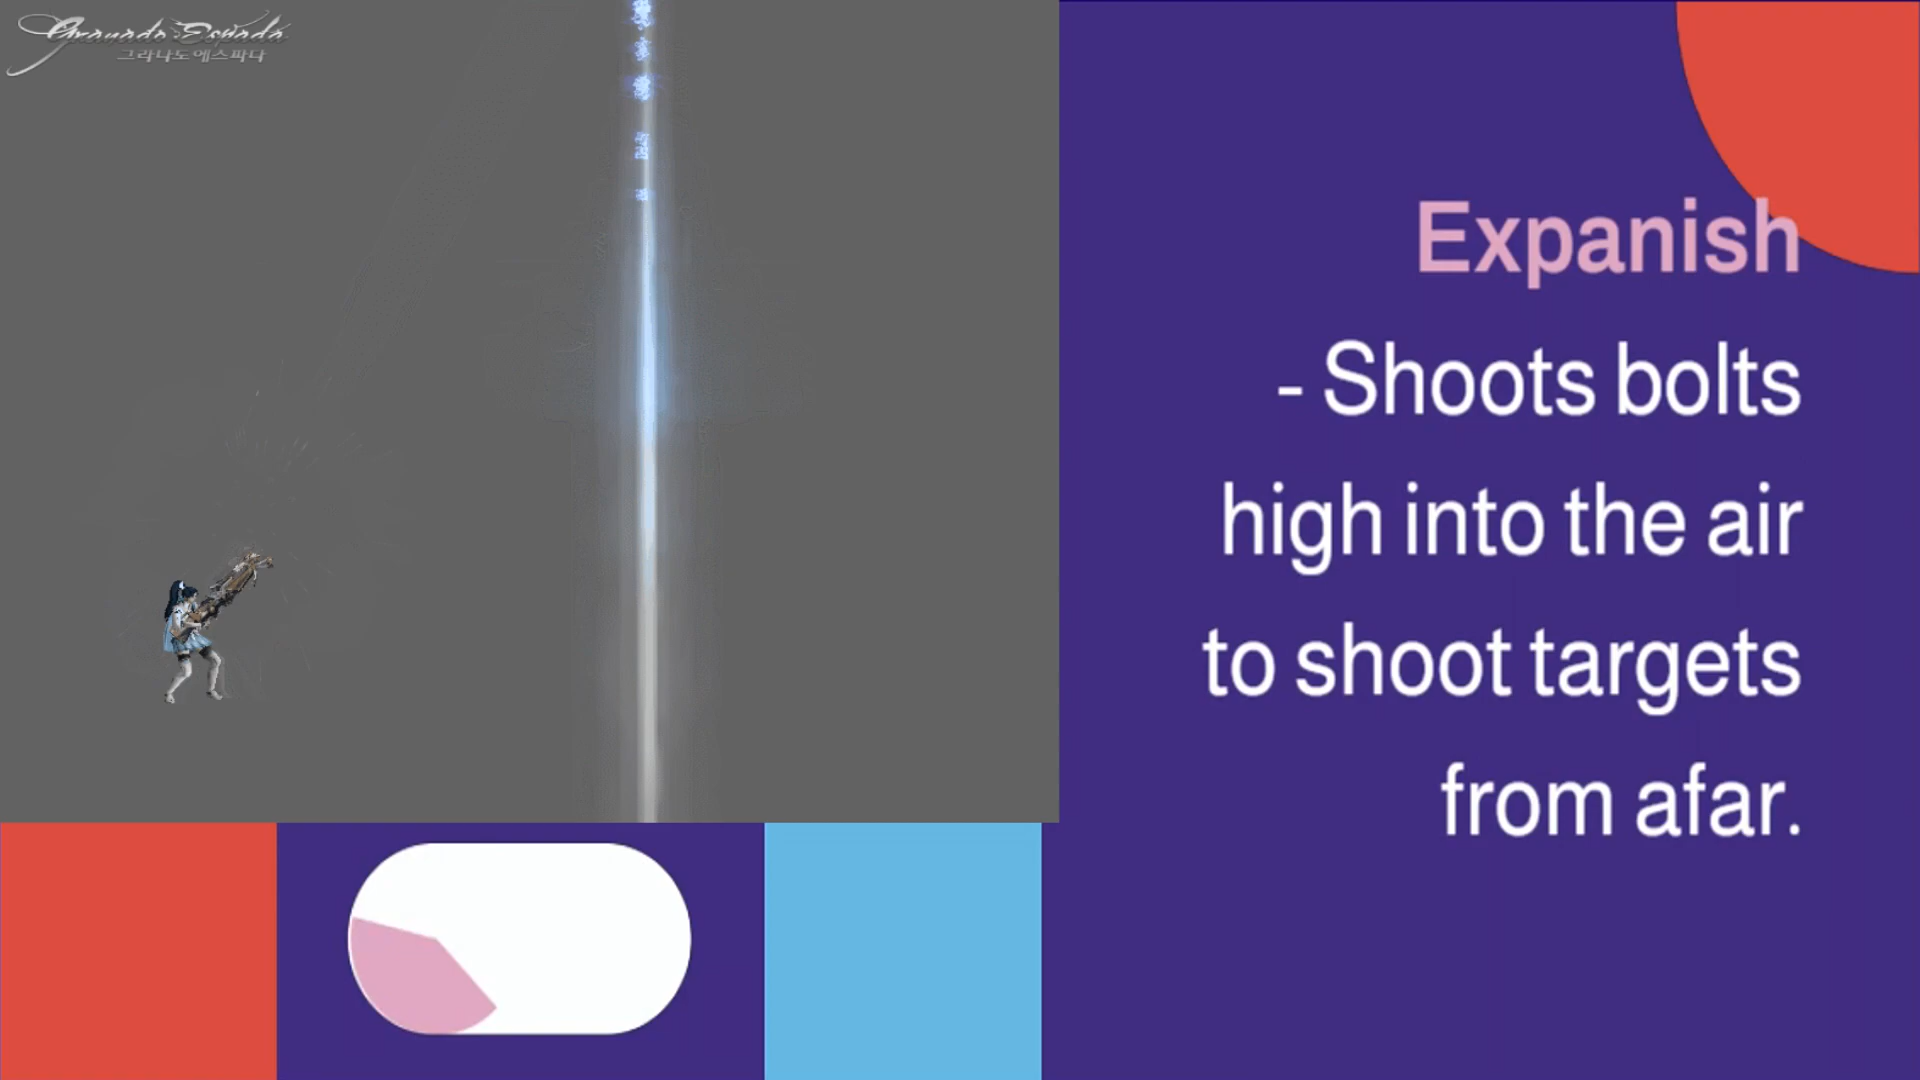 Granado Espada
그라나도 에스파다
Expanish
- Shoots bolts
high into the air
to shoot targets
from afar.